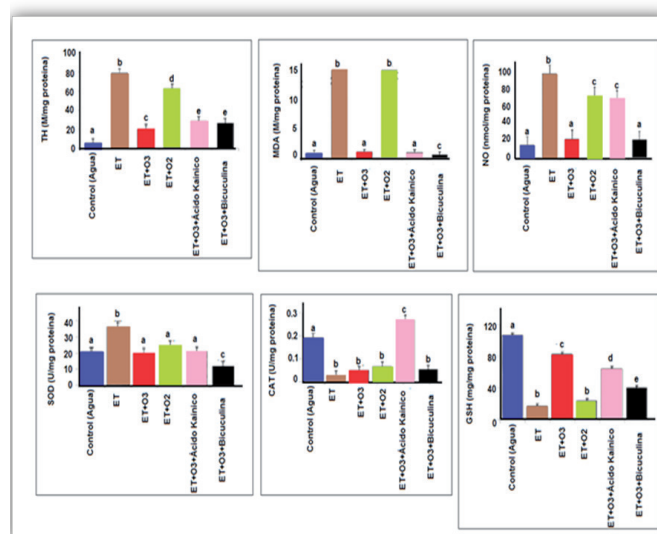 TH (M/mg proteina)
100
80
60
40
20
0
a
b
c
d
e
e
Control (Agua)
ET
ET+O3
ET+O2
ET+O3+Ácido Kainico
ET+O3+Bicuculina
MDA (M/mg proteina)
15
10
5
0
a
b
a
b
a
c
Control (Agua)
ET
ET+O3
ET+O2
ET+O3+Ácido Kainico
ET+O3+Bicuculina
NO (nmol/mg proteina)
100
80
60
40
20
0
a
b
a
c
c
a
Control (Agua)
ET
ET+O3
ET+O2
ET+O3+Ácido Kainico
ET+O3+Bicuculina
SOD (U/mg proteina)
40
30
20
10
0
a
b
a
a
a
c
Control (Agua)
ET
ET+O3
ET+O2
ET+O3+Ácido Kainico
ET+O3+Bicuculina
CAT (U/mg proteina)
0.3
0.2
0.1
0
a
b
b
b
c
b
Control (Agua)
ET
ET+O3
ET+O2
ET+O3+Ácido Kainico
ET+O3+Bicuculina
GSH (mg/mg proteina)
120
80
40
0
a
b
c
b
d
e
Control (Agua)
ET
ET+O3
ET+O2
ET+O3+Ácido Kainico
ET+O3+Bicuculina